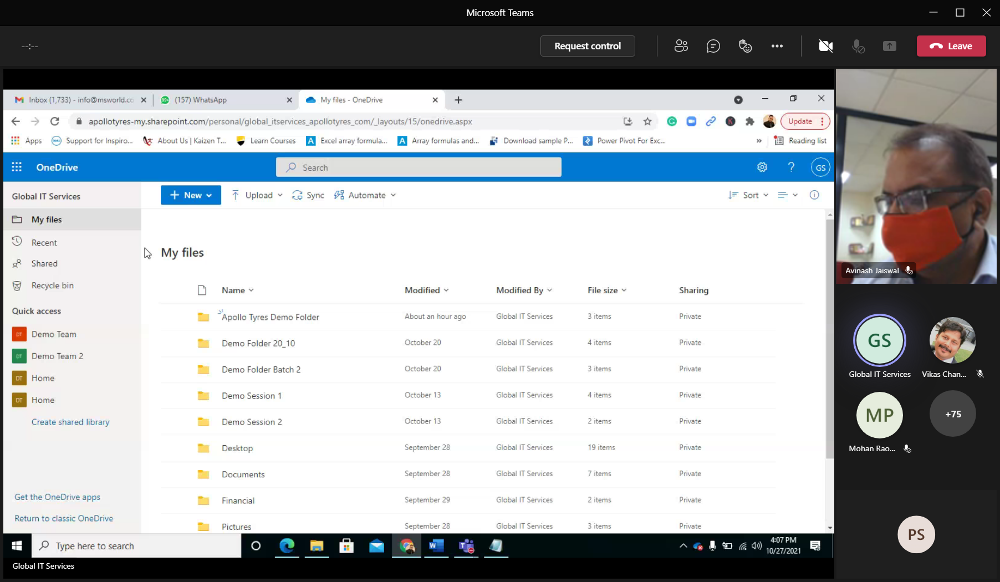 Microsoft Teams
--:--
Request control
Leave
Inbox (1,733) - info@msworld.co
(157) WhatsApp
My files - OneDrive
apollotyres-my.sharepoint.com/personal/global_itservices_apollotyres_com/_layouts/15/onedrive.aspx
Update
Apps
Support for Inspiro...
About Us | Kaizen T...
Learn Courses
Excel array formula...
Array formulas and...
Download sample P...
Power Pivot For Exc...
»
Reading list
OneDrive
Search
?
GS
Global IT Services
My files
Recent
Shared
Recycle bin
Quick access
DT Demo Team
DT Demo Team 2
DT Home
DT Home
Create shared library
Get the OneDrive apps
Return to classic OneDrive
+ New
Upload
Sync
Automate
Sort
My files
Name Modified Modified By File size Sharing
Apollo Tyres Demo Folder About an hour ago Global IT Services 3 items Private
Demo Folder 20_10 October 20 Global IT Services 4 items Private
Demo Folder Batch 2 October 20 Global IT Services 3 items Private
Demo Session 1 October 13 Global IT Services 4 items Private
Demo Session 2 October 13 Global IT Services 2 items Private
Desktop September 28 Global IT Services 19 items Private
Documents September 28 Global IT Services 7 items Private
Financial September 29 Global IT Services 2 items Private
Pictures September 28 Global IT Services 3 items Private
Type here to search
4:07 PM
10/27/2021
Global IT Services
Avinash Jaiswal
GS
Global IT Services
Vikas Chan...
MP
Mohan Rao...
+75
PS